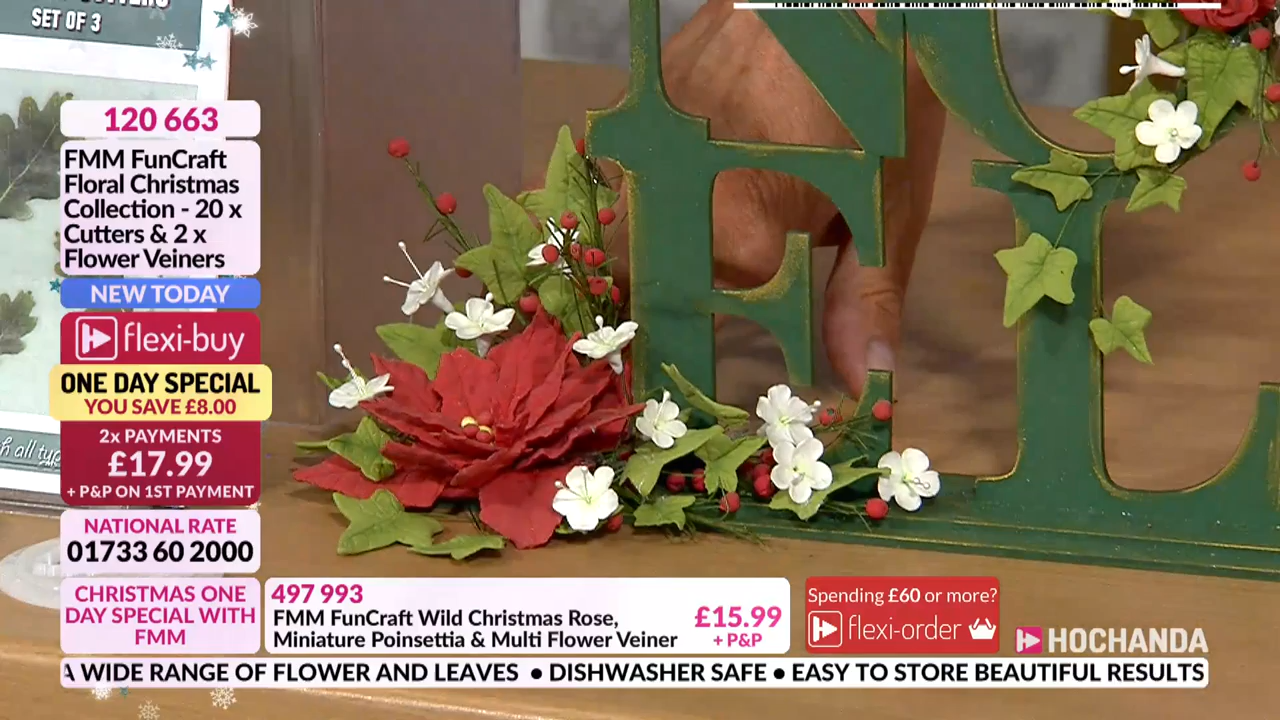 SET OF 3
120 663
FMM FunCraft
Floral Christmas
Collection - 20 x
Cutters & 2 x
Flower Veiners
NEW TODAY
flexi-buy
ONE DAY SPECIAL
YOU SAVE £8.00
2x PAYMENTS
£17.99
+ P&P ON 1ST PAYMENT
NATIONAL RATE
01733 60 2000
CHRISTMAS ONE
DAY SPECIAL WITH
FMM
497 993
FMM FunCraft Wild Christmas Rose,
Miniature Poinsettia & Multi Flower Veiner
£15.99
+ P&P
Spending £60 or more?
flexi-order
HOCHANDA
A WIDE RANGE OF FLOWER AND LEAVES • DISHWASHER SAFE • EASY TO STORE BEAUTIFUL RESULTS
all